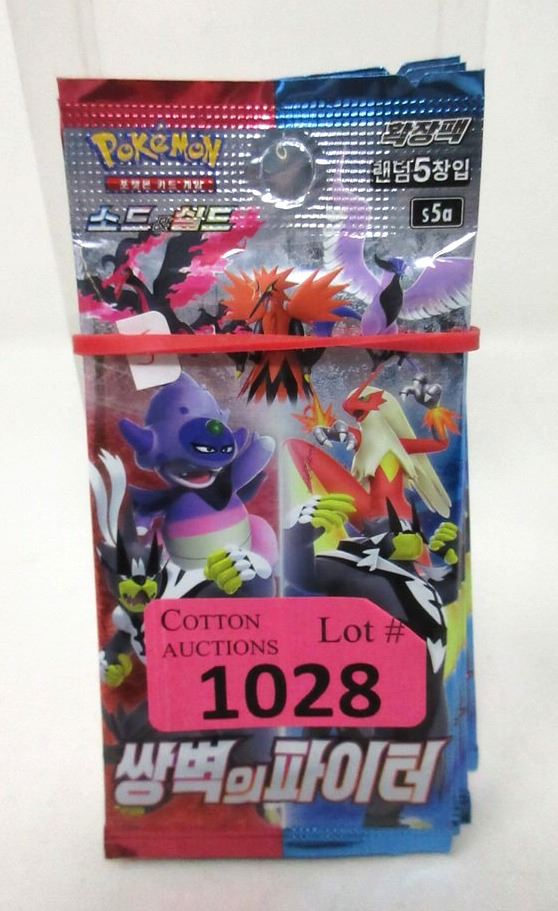 POKéMON
포켓몬 카드 게임
소드&실드
확장팩
랜덤5장입
s5a
COTTON
AUCTIONS
Lot #
1028
쌍벽의 파이터